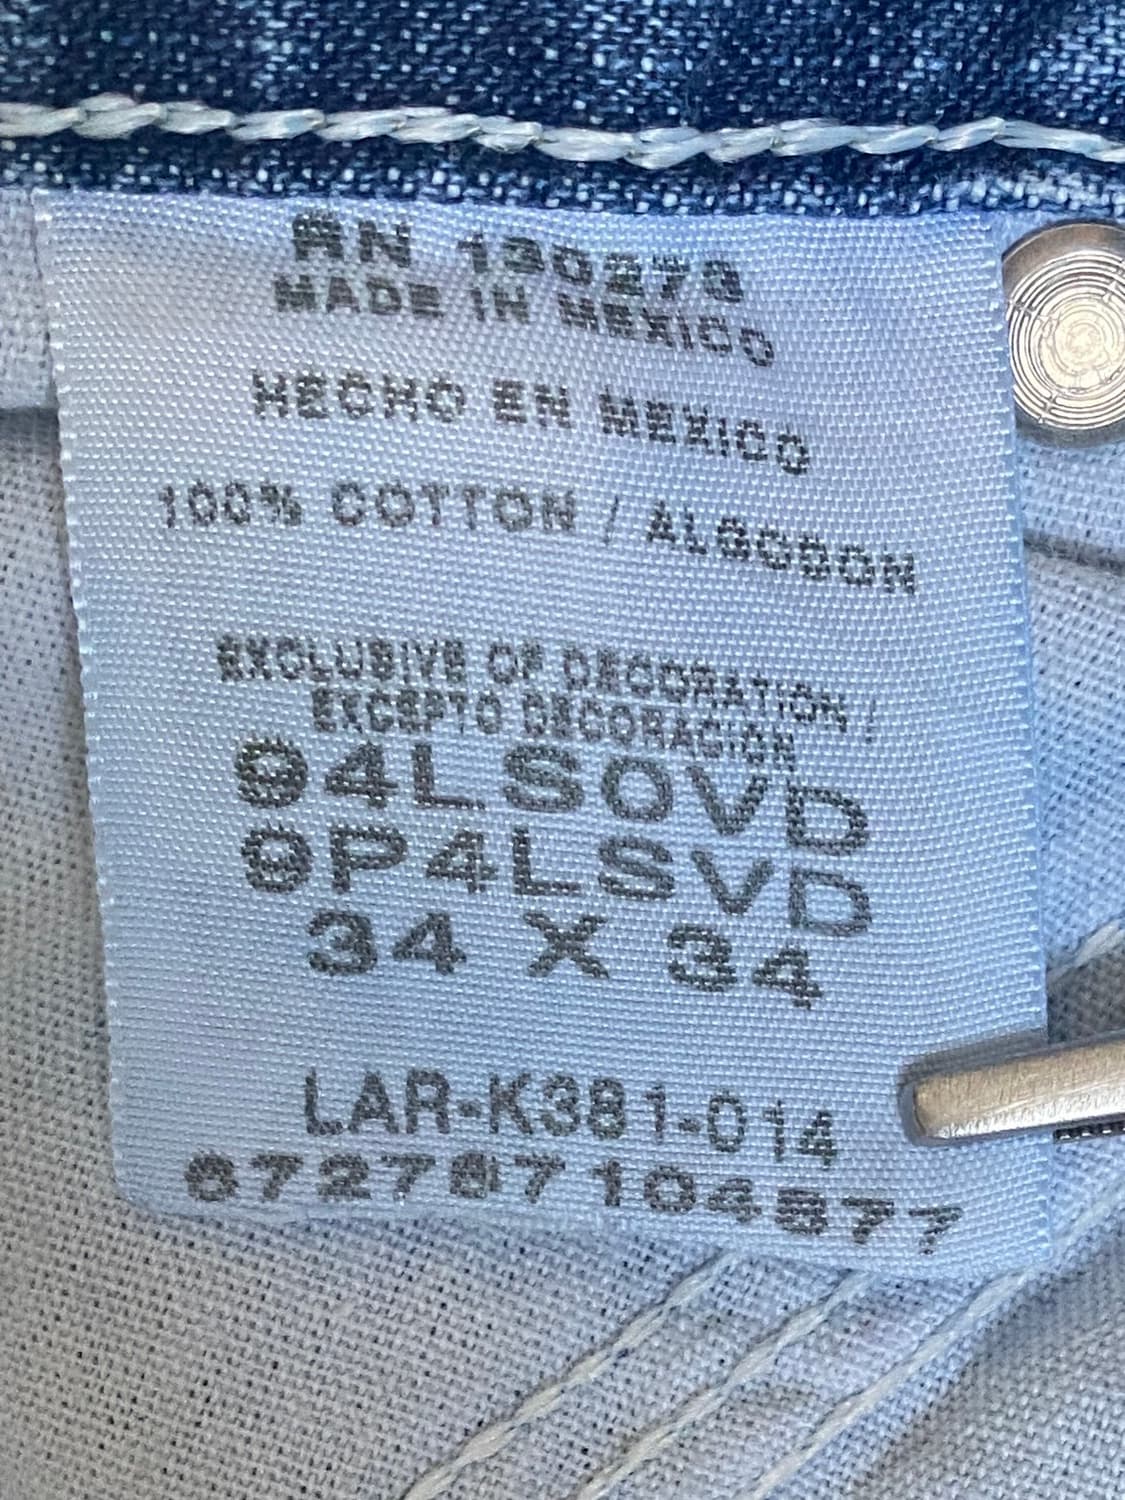 RN 130273
MADE IN MEXICO
HECHO EN MEXICO
100% COTTON / ALGODON
EXCLUSIVE OF DECORATION /
EXCEPTO DECORACION
94LSOVD
9P4LSVD
34 X 34
LAR-K381-014